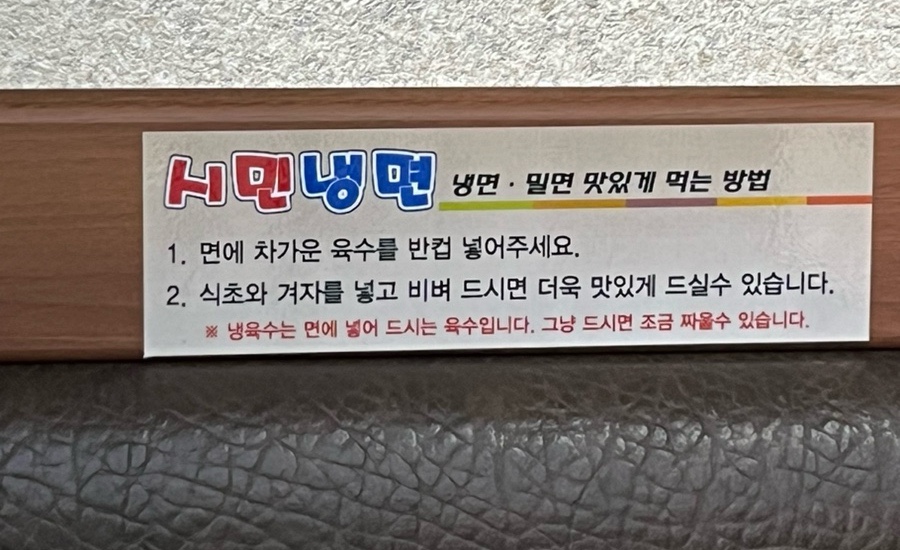 시민냉면 냉면 · 밀면 맛있게 먹는 방법
1. 면에 차가운 육수를 반컵 넣어주세요.
2. 식초와 겨자를 넣고 비벼 드시면 더욱 맛있게 드실수 있습니다.
※ 냉육수는 면에 넣어 드시는 육수입니다. 그냥 드시면 조금 짜울수 있습니다.